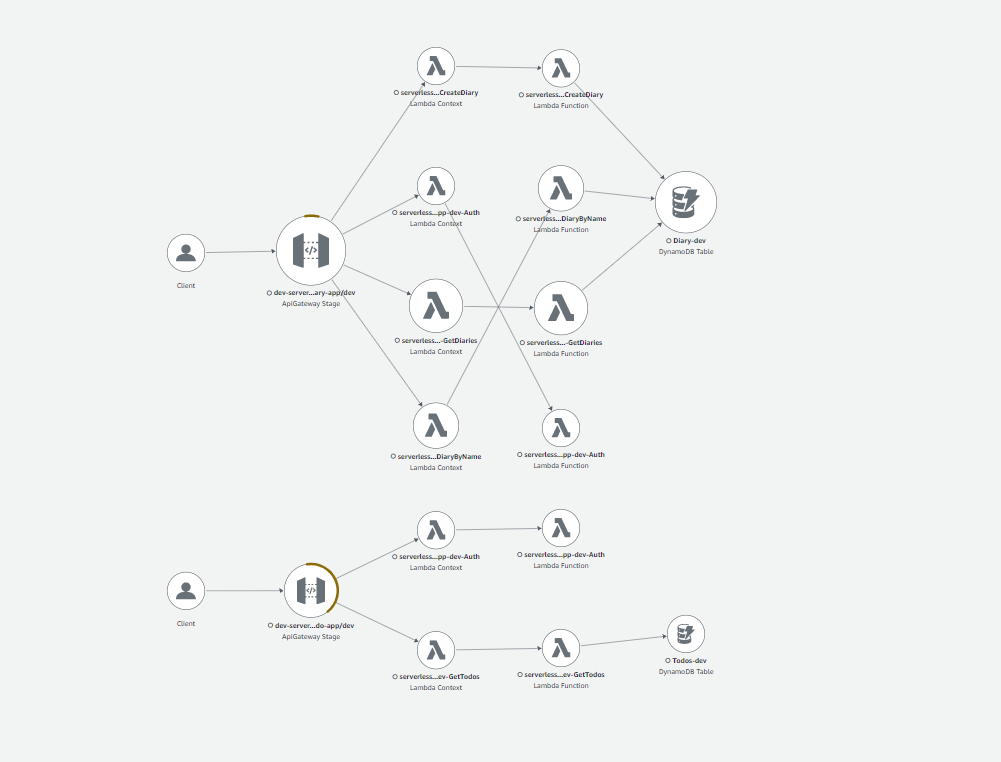 serverless...CreateDiary
Lambda Context
serverless...CreateDiary
Lambda Function
serverless...pp-dev-Auth
Lambda Context
serverless...DiaryByName
Lambda Function
Diary-dev
DynamoDB Table
Client
dev-server...ary-app/dev
ApiGateway Stage
serverless...-GetDiaries
Lambda Context
serverless...-GetDiaries
Lambda Function
serverless...DiaryByName
Lambda Context
serverless...pp-dev-Auth
Lambda Function
serverless...pp-dev-Auth
Lambda Context
serverless...pp-dev-Auth
Lambda Function
Client
dev-server...do-app/dev
ApiGateway Stage
serverless...ev-GetTodos
Lambda Context
serverless...ev-GetTodos
Lambda Function
Todos-dev
DynamoDB Table